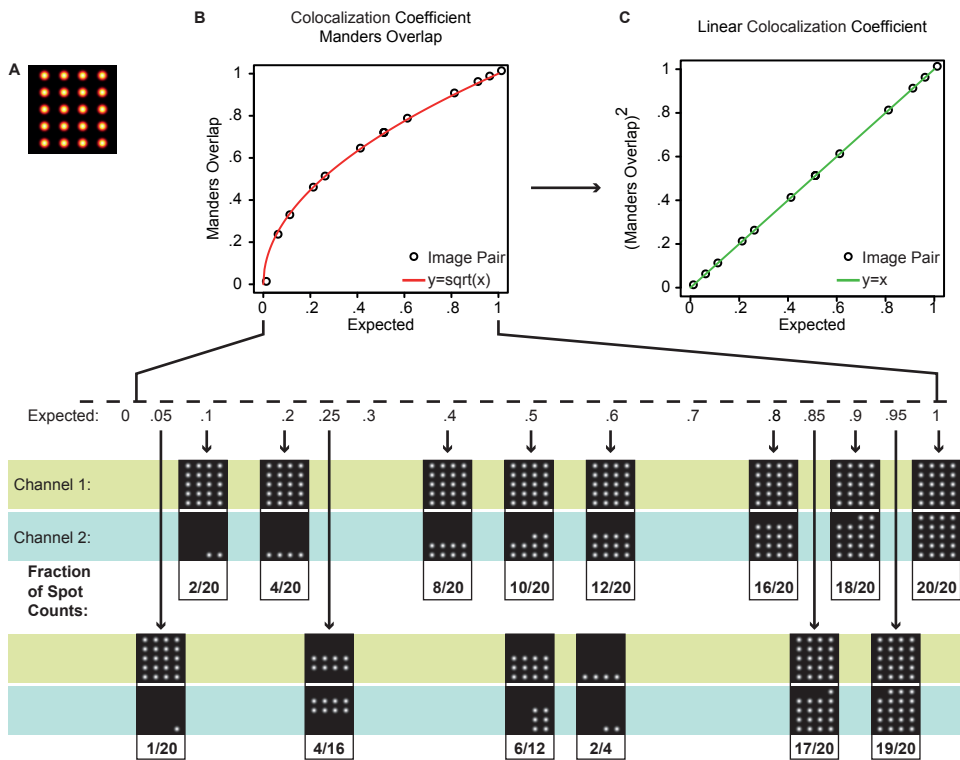 A
B
Colocalization Coefficient
Manders Overlap
Manders Overlap
1
.8
.6
.4
.2
0
0 .2 .4 .6 .8 1
Expected
Image Pair
y=sqrt(x)
C
Linear Colocalization Coefficient
(Manders Overlap)²
1
.8
.6
.4
.2
0
0 .2 .4 .6 .8 1
Expected
Image Pair
y=x
Expected: 0 .05 .1 .2 .25 .3 .4 .5 .6 .7 .8 .85 .9 .95 1
Channel 1:
Channel 2:
Fraction
of Spot
Counts:
2/20 4/20 8/20 10/20 12/20 16/20 18/20 20/20
1/20 4/16 6/12 2/4 17/20 19/20